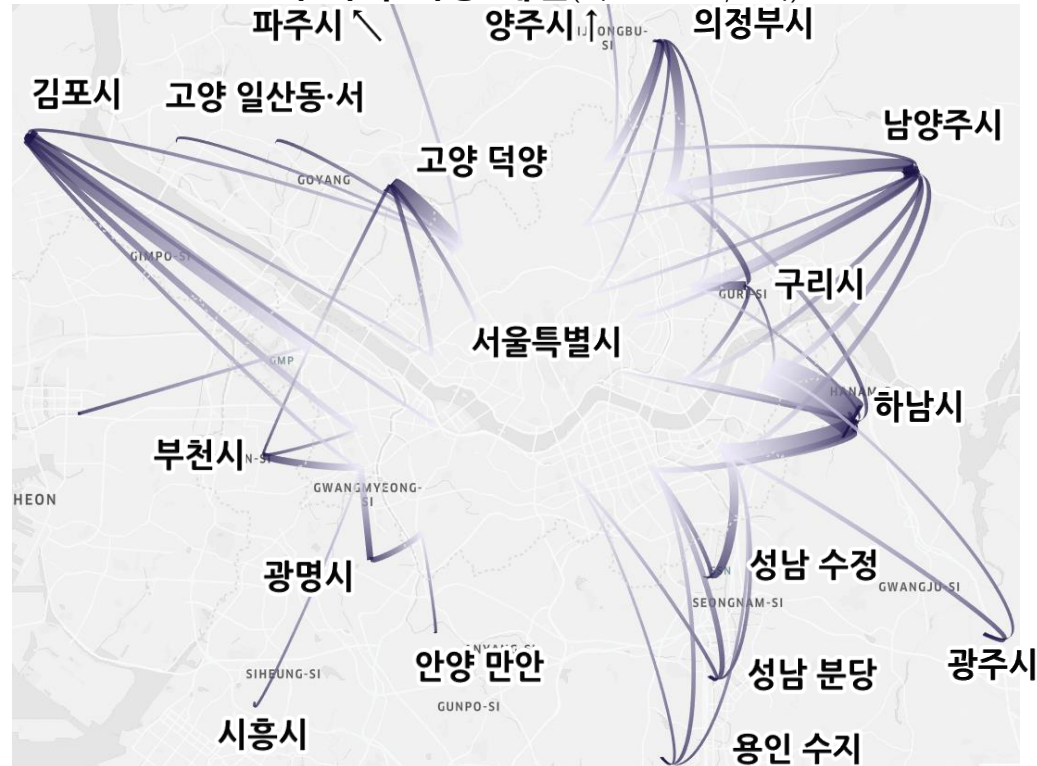 파주시
양주시
의정부시
김포시
고양 일산동·서
남양주시
고양 덕양
GOYANG
GIMPO-SI
구리시
서울특별시
GMP
하남시
부천시
N-SI
HEON
GWANGMYEONG-
SI
광명시
성남 수정
GWANGJU-SI
SEONGNAM-SI
안양 만안
성남 분당
광주시
SIHEUNG-SI
GUNPO-SI
시흥시
용인 수지